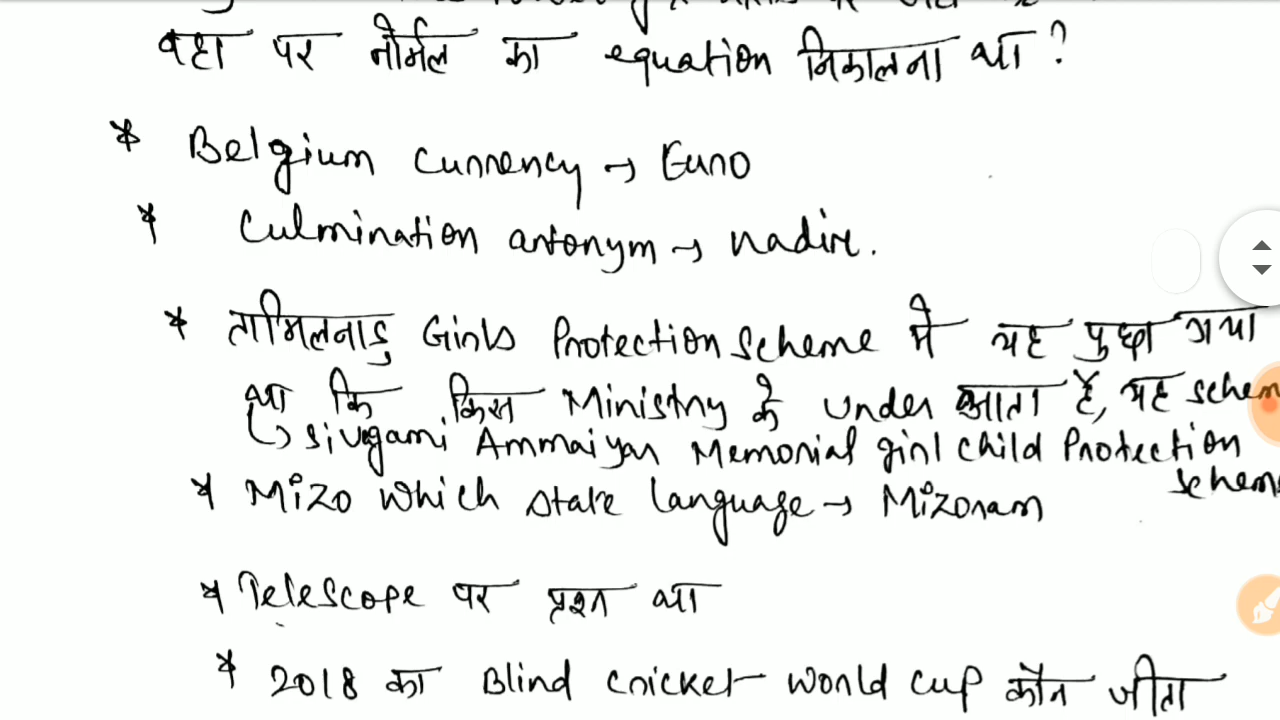 वहा पर नौर्मल का equation निकालना था?
* Belgium currency → Euro
* Culmination antonym → nadir.
* तामिलनाडु Girls Protection scheme में यह पुछा गया
था कि किस Ministry के under आता है, यह schem
↳ sivagami Ammaiyar Memorial girl child Protection
schem
* Mizo which state language → Mizoram
* Telescope पर प्रश्न था
* 2018 का Blind cricket world cup कौन जीता